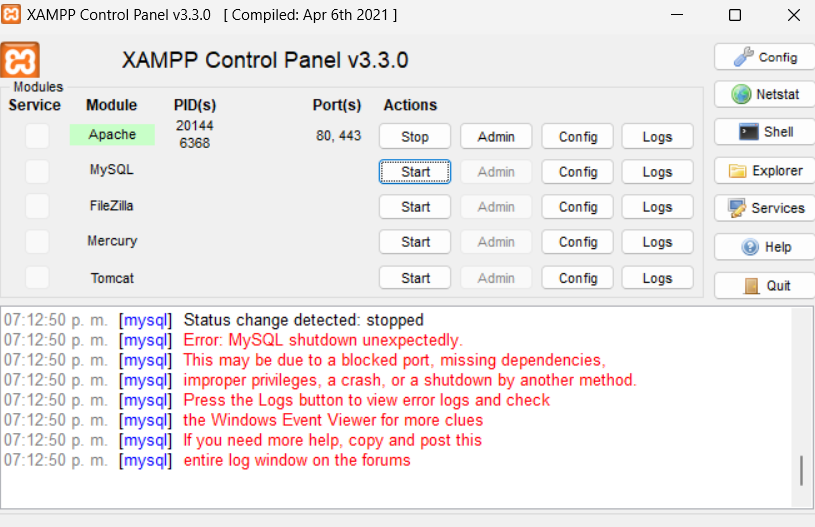 XAMPP Control Panel v3.3.0 [ Compiled: Apr 6th 2021 ]
XAMPP Control Panel v3.3.0
Config
Modules
Service Module PID(s) Port(s) Actions
Netstat
Apache 20144 6368 80, 443 Stop Admin Config Logs
Shell
MySQL Start Admin Config Logs
Explorer
FileZilla Start Admin Config Logs
Services
Mercury Start Admin Config Logs
Help
Tomcat Start Admin Config Logs
Quit
07:12:50 p. m. [mysql] Status change detected: stopped
07:12:50 p. m. [mysql] Error: MySQL shutdown unexpectedly.
07:12:50 p. m. [mysql] This may be due to a blocked port, missing dependencies,
07:12:50 p. m. [mysql] improper privileges, a crash, or a shutdown by another method.
07:12:50 p. m. [mysql] Press the Logs button to view error logs and check
07:12:50 p. m. [mysql] the Windows Event Viewer for more clues
07:12:50 p. m. [mysql] If you need more help, copy and post this
07:12:50 p. m. [mysql] entire log window on the forums